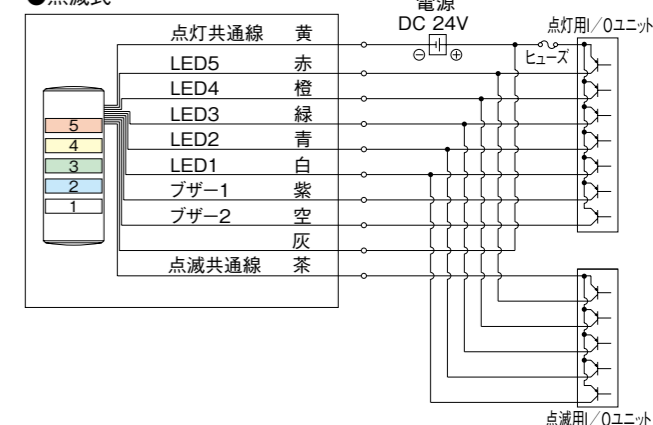 ●点滅式
電源
DC 24V
点灯用I/Oユニット
点灯共通線 黄
⊖ ⊕
ヒューズ
LED5 赤
LED4 橙
LED3 緑
LED2 青
LED1 白
ブザー1 紫
ブザー2 空
灰
点滅共通線 茶
5
4
3
2
1
点滅用I/Oユニット